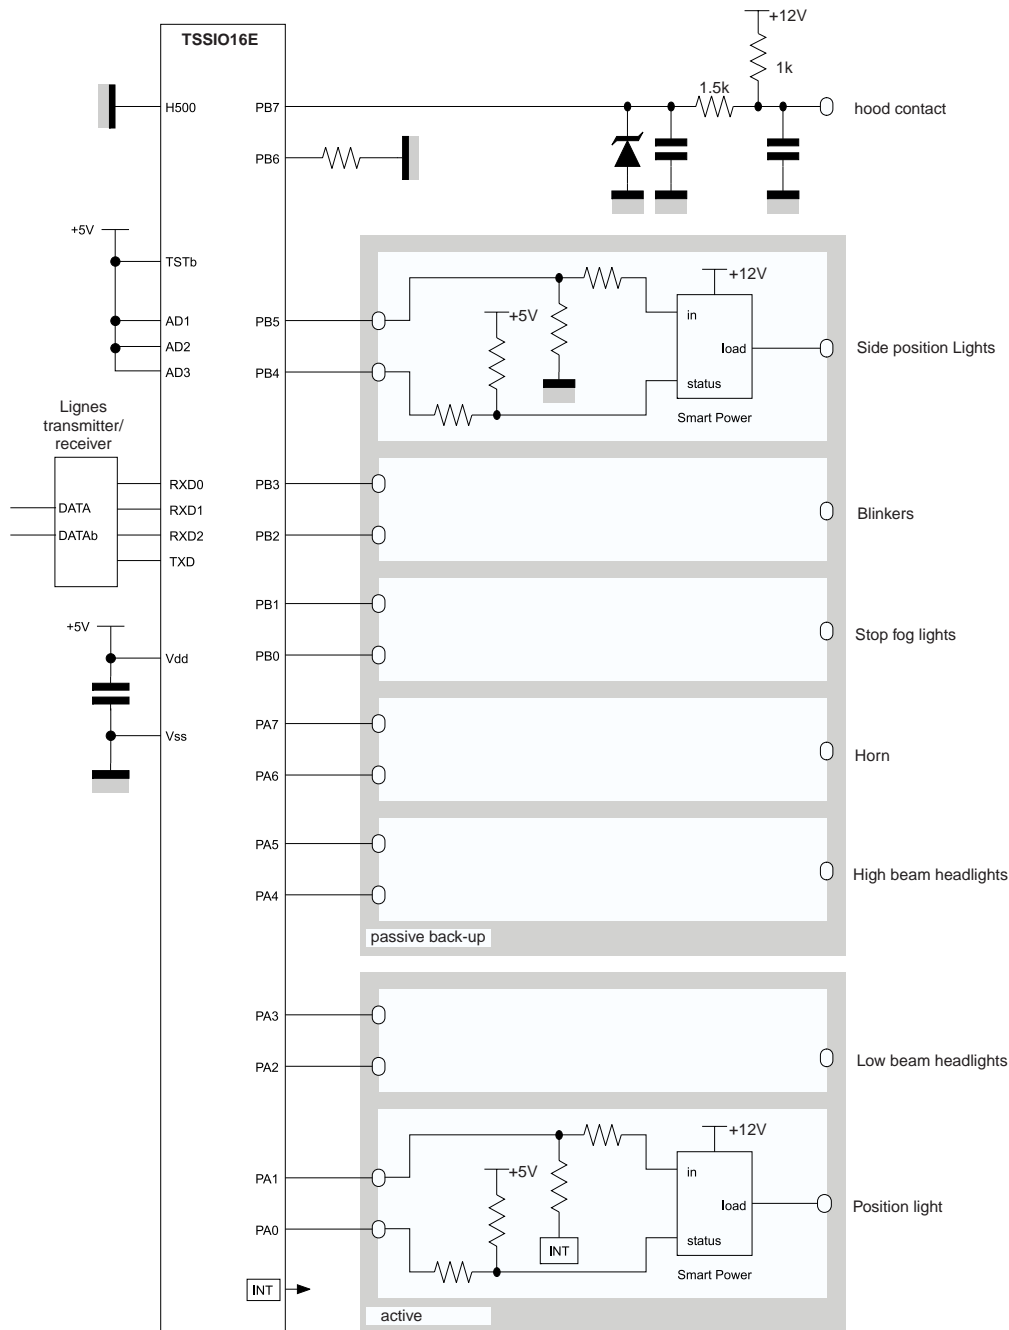 TSSIO16E
+12V
1k
1.5k
H500
PB7
hood contact
PB6
+5V
TSTb
+12V
in
+5V
AD1
PB5
load
Side position Lights
AD2
AD3
PB4
status
Smart Power
Lignes
transmitter/
receiver
RXD0
PB3
DATA
RXD1
Blinkers
DATAb
RXD2
PB2
TXD
PB1
+5V
Stop fog lights
Vdd
PB0
PA7
Vss
Horn
PA6
PA5
High beam headlights
PA4
passive back-up
PA3
Low beam headlights
PA2
+12V
in
+5V
PA1
load
Position light
PA0
status
INT
Smart Power
INT
active